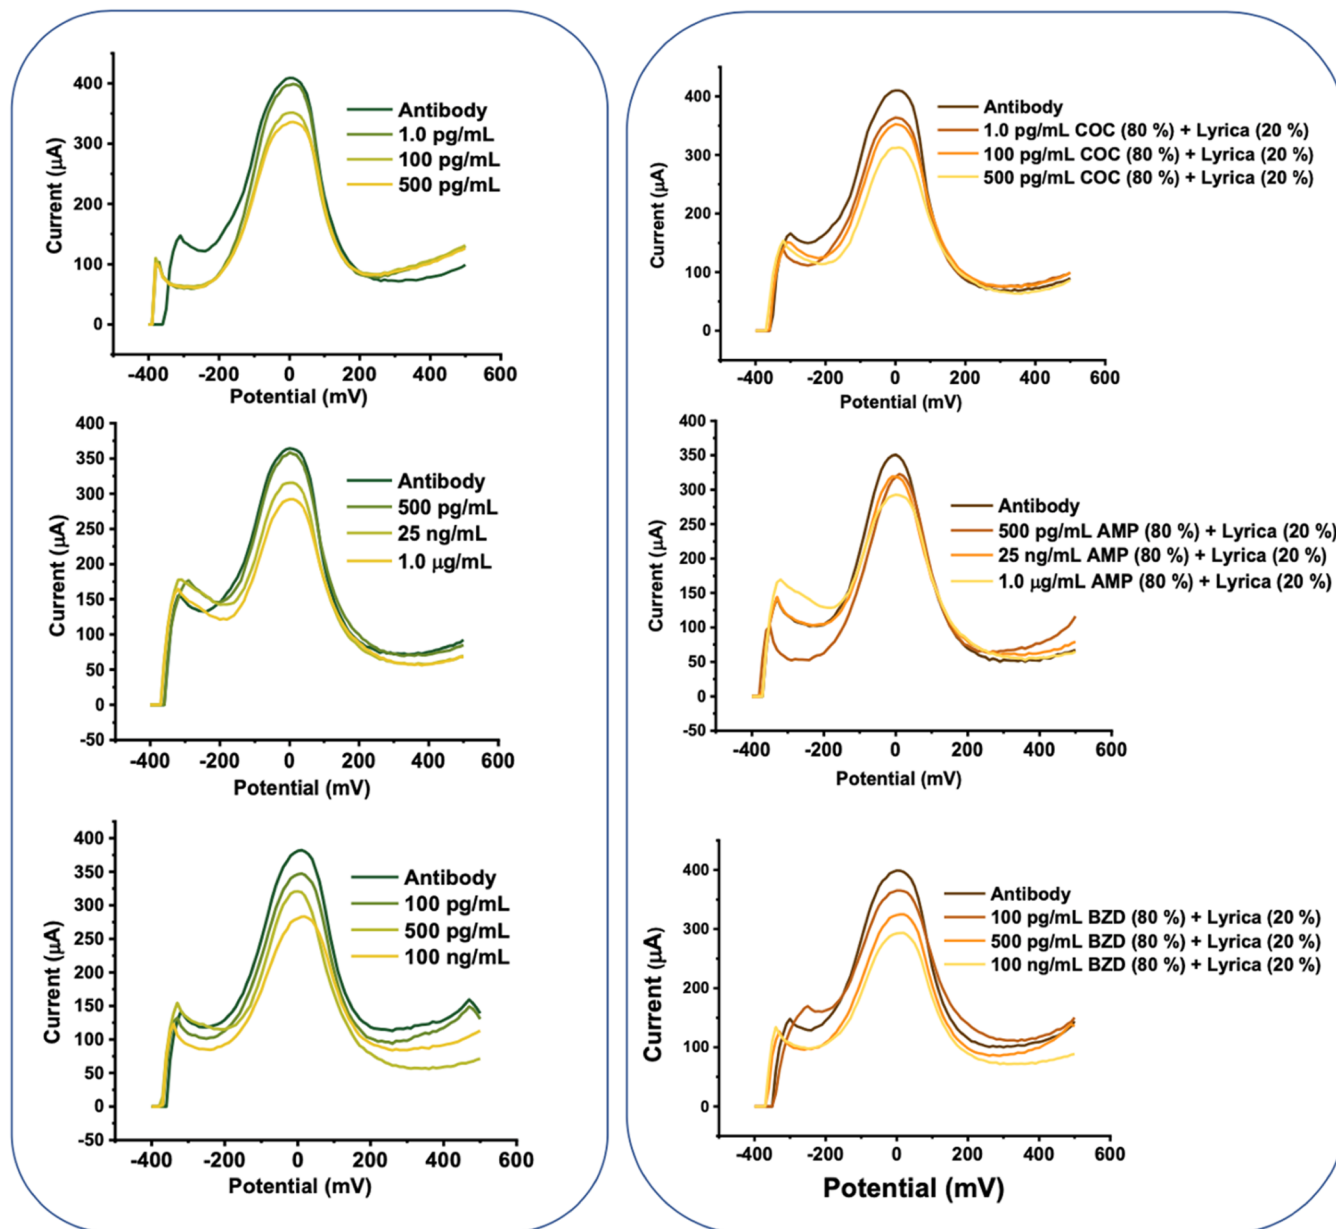 400
300
200
100
0
-400 -200 0 200 400 600
Current (µA)
Potential (mV)
Antibody
1.0 pg/mL
100 pg/mL
500 pg/mL
400
350
300
250
200
150
100
50
0
-50
-400 -200 0 200 400 600
Current (µA)
Potential (mV)
Antibody
500 pg/mL
25 ng/mL
1.0 µg/mL
400
350
300
250
200
150
100
50
0
-50
-400 -200 0 200 400 600
Current (µA)
Potential (mV)
Antibody
100 pg/mL
500 pg/mL
100 ng/mL
400
300
200
100
0
-400 -200 0 200 400 600
Current (µA)
Potential (mV)
Antibody
1.0 pg/mL COC (80 %) + Lyrica (20 %)
100 pg/mL COC (80 %) + Lyrica (20 %)
500 pg/mL COC (80 %) + Lyrica (20 %)
400
350
300
250
200
150
100
50
0
-50
-400 -200 0 200 400 600
Current (µA)
Potential (mV)
Antibody
500 pg/mL AMP (80 %) + Lyrica (20 %)
25 ng/mL AMP (80 %) + Lyrica (20 %)
1.0 µg/mL AMP (80 %) + Lyrica (20 %)
400
300
200
100
0
-400 -200 0 200 400 600
Current (µA)
Potential (mV)
Antibody
100 pg/mL BZD (80 %) + Lyrica (20 %)
500 pg/mL BZD (80 %) + Lyrica (20 %)
100 ng/mL BZD (80 %) + Lyrica (20 %)